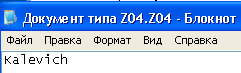 Документ типа Z04.Z04 - Блокнот
Файл Правка Формат Вид Справка
Kalevich